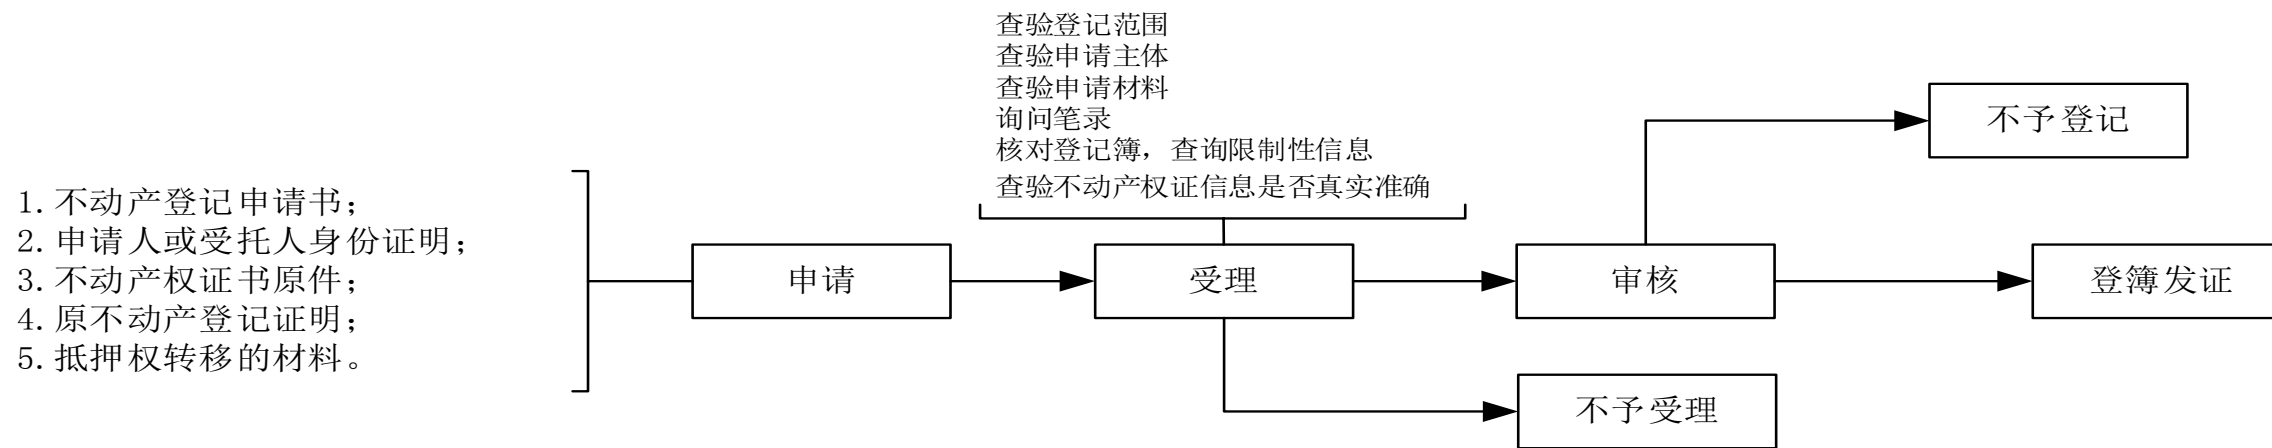 查验登记范围
查验申请主体
查验申请材料
询问笔录
核对登记簿，查询限制性信息
查验不动产权证信息是否真实准确
1.不动产登记申请书；
2.申请人或受托人身份证明；
3.不动产权证书原件；
4.原不动产登记证明；
5.抵押权转移的材料。
申请
受理
审核
不予登记
登簿发证
不予受理